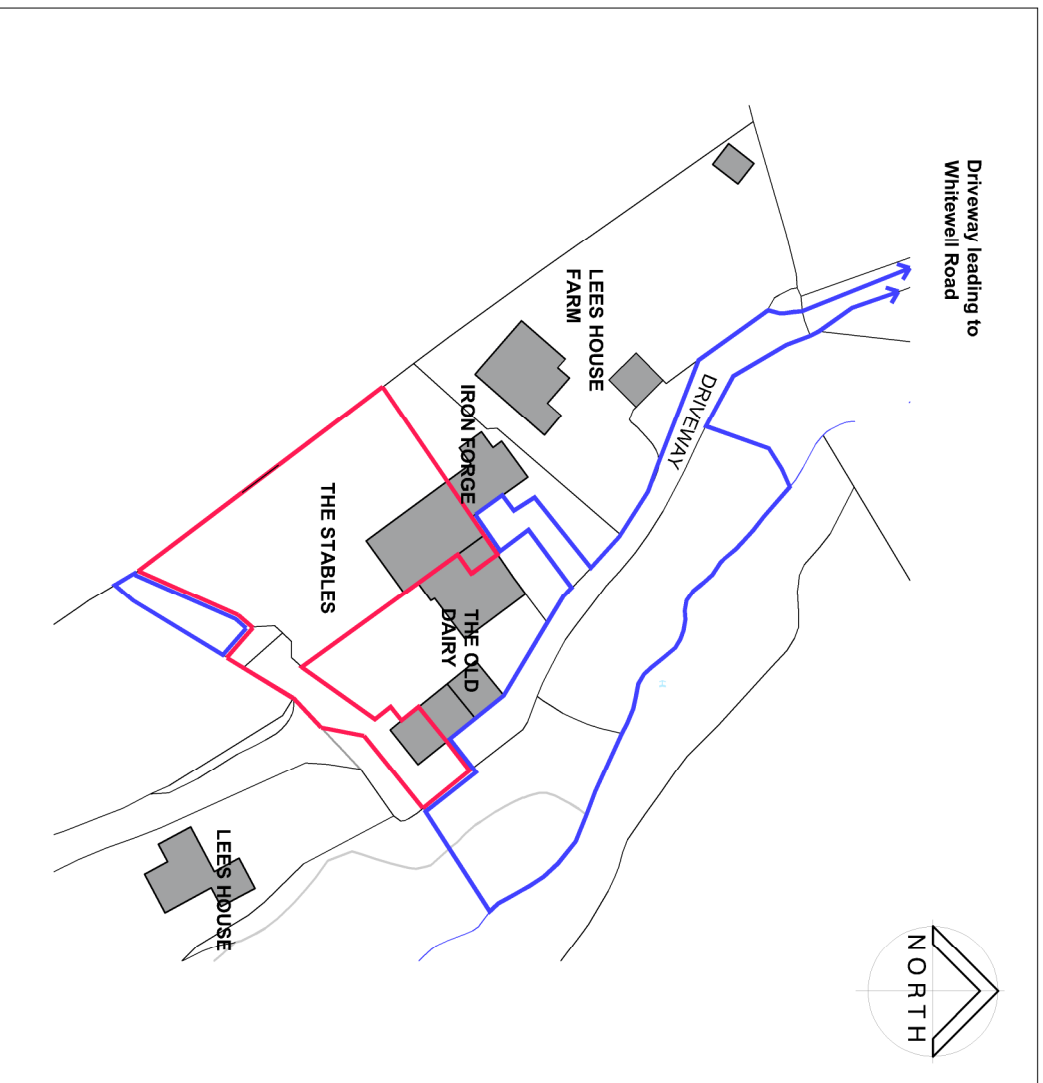 Driveway leading to
Whitewell Road
LEES HOUSE
FARM
DRIVEWAY
IRON FORGE
THE STABLES
THE OLD
DAIRY
LEES HOUSE
NORTH